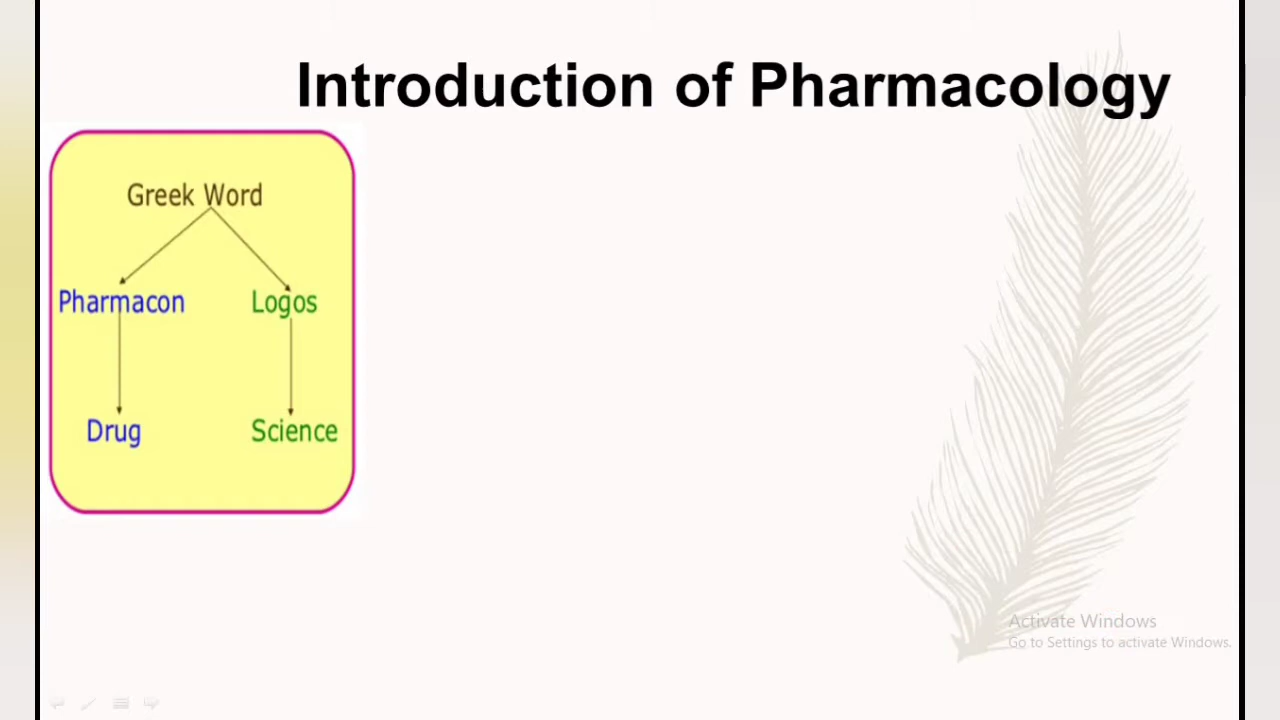 Introduction of Pharmacology
Greek Word
Pharmacon Logos
Drug Science
Activate Windows
Go to Settings to activate Windows.